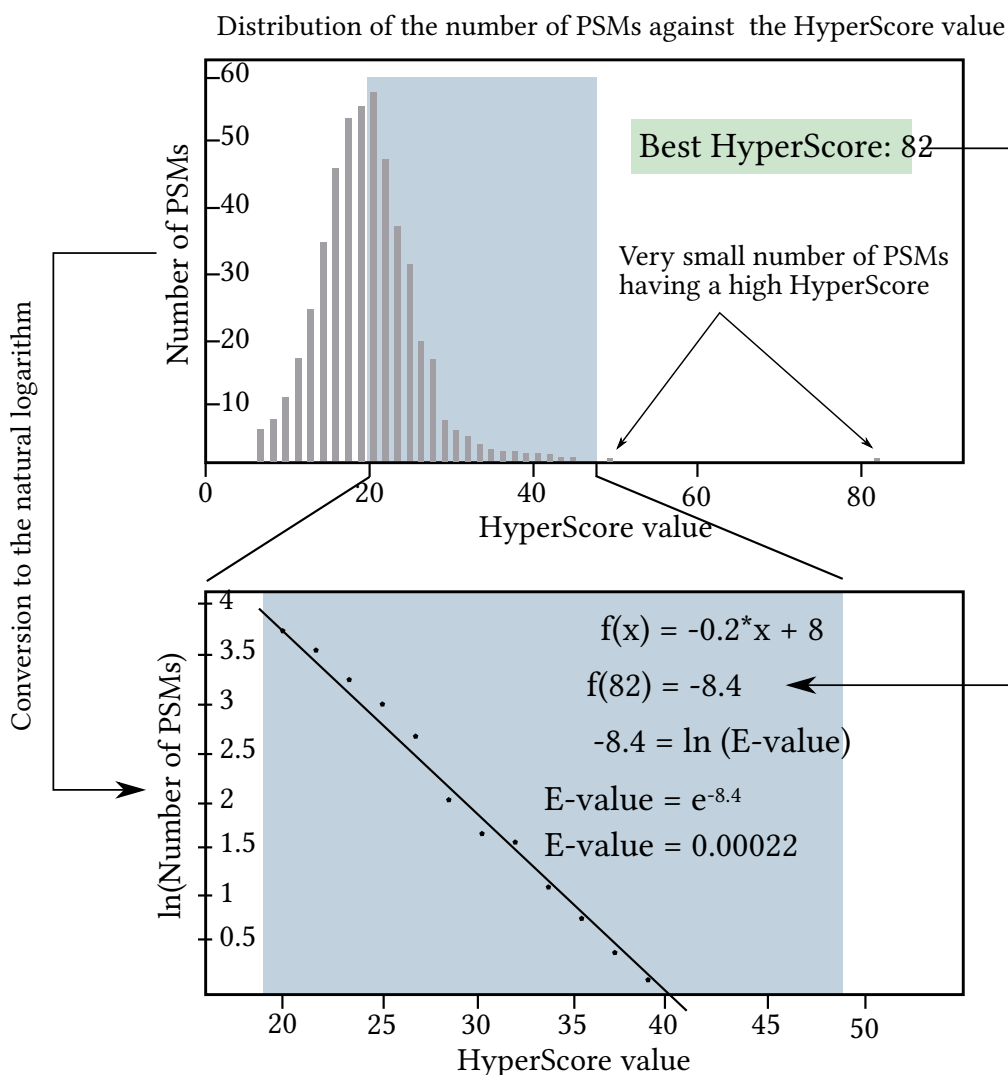 Distribution of the number of PSMs against the HyperScore value
60
50
40
30
20
10
Number of PSMs
Best HyperScore: 82
Very small number of PSMs
having a high HyperScore
0
20
40
60
80
HyperScore value
Conversion to the natural logarithm
4
3.5
3
2.5
2
1.5
1
0.5
ln(Number of PSMs)
f(x) = -0.2*x + 8
f(82) = -8.4
-8.4 = ln (E-value)
E-value = e^-8.4
E-value = 0.00022
20
25
30
35
40
45
50
HyperScore value